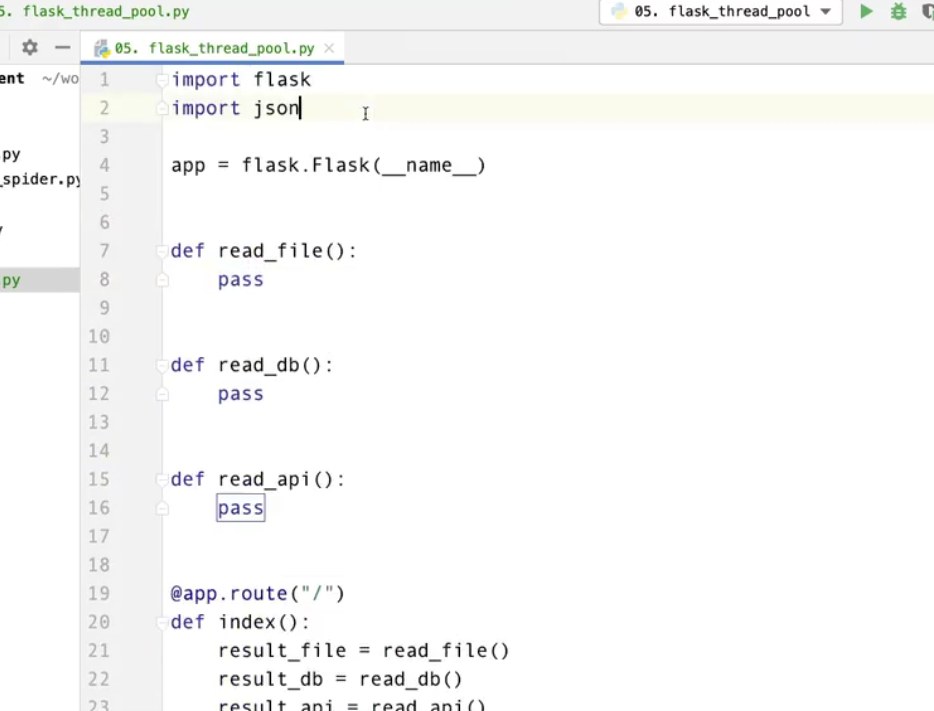 5. flask_thread_pool.py
05. flask_thread_pool
05. flask_thread_pool.py
ent ~/wo
.py
_spider.py
.py
1 import flask
2 import json
3
4 app = flask.Flask(__name__)
5
6
7 def read_file():
8 pass
9
10
11 def read_db():
12 pass
13
14
15 def read_api():
16 pass
17
18
19 @app.route("/")
20 def index():
21 result_file = read_file()
22 result_db = read_db()
23 result_api = read_api()